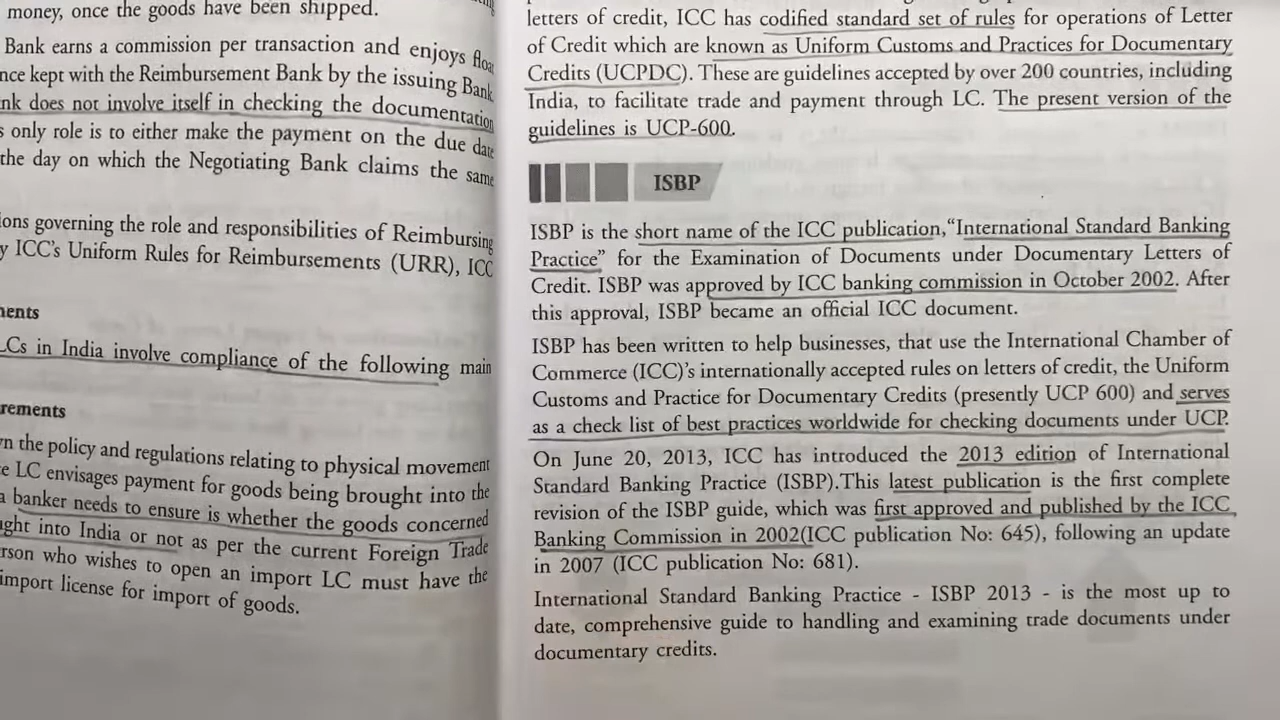 money, once the goods have been shipped.
Bank earns a commission per transaction and enjoys
kept with the Reimbursement Bank by the issuing Bank
does not involve itself in checking the documentation
only role is to either make the payment on the due date
the day on which the Negotiating Bank claims the same
governing the role and responsibilities of Reimbursing
ICC's Uniform Rules for Reimbursements (URR), ICC
LCs in India involve compliance of the following main
the policy and regulations relating to physical movement
LC envisages payment for goods being brought into the
a banker needs to ensure is whether the goods concerned
into India or not as per the current Foreign Trade
who wishes to open an import LC must have the
import license for import of goods.
letters of credit, ICC has codified standard set of rules for operations of Letter
of Credit which are known as Uniform Customs and Practices for Documentary
Credits (UCPDC). These are guidelines accepted by over 200 countries, including
India, to facilitate trade and payment through LC. The present version of the
guidelines is UCP-600.
ISBP
ISBP is the short name of the ICC publication,“International Standard Banking
Practice” for the Examination of Documents under Documentary Letters of
Credit. ISBP was approved by ICC banking commission in October 2002. After
this approval, ISBP became an official ICC document.
ISBP has been written to help businesses, that use the International Chamber of
Commerce (ICC)'s internationally accepted rules on letters of credit, the Uniform
Customs and Practice for Documentary Credits (presently UCP 600) and serves
as a check list of best practices worldwide for checking documents under UCP.
On June 20, 2013, ICC has introduced the 2013 edition of International
Standard Banking Practice (ISBP).This latest publication is the first complete
revision of the ISBP guide, which was first approved and published by the ICC
Banking Commission in 2002(ICC publication No: 645), following an update
in 2007 (ICC publication No: 681).
International Standard Banking Practice - ISBP 2013 - is the most up to
date, comprehensive guide to handling and examining trade documents under
documentary credits.